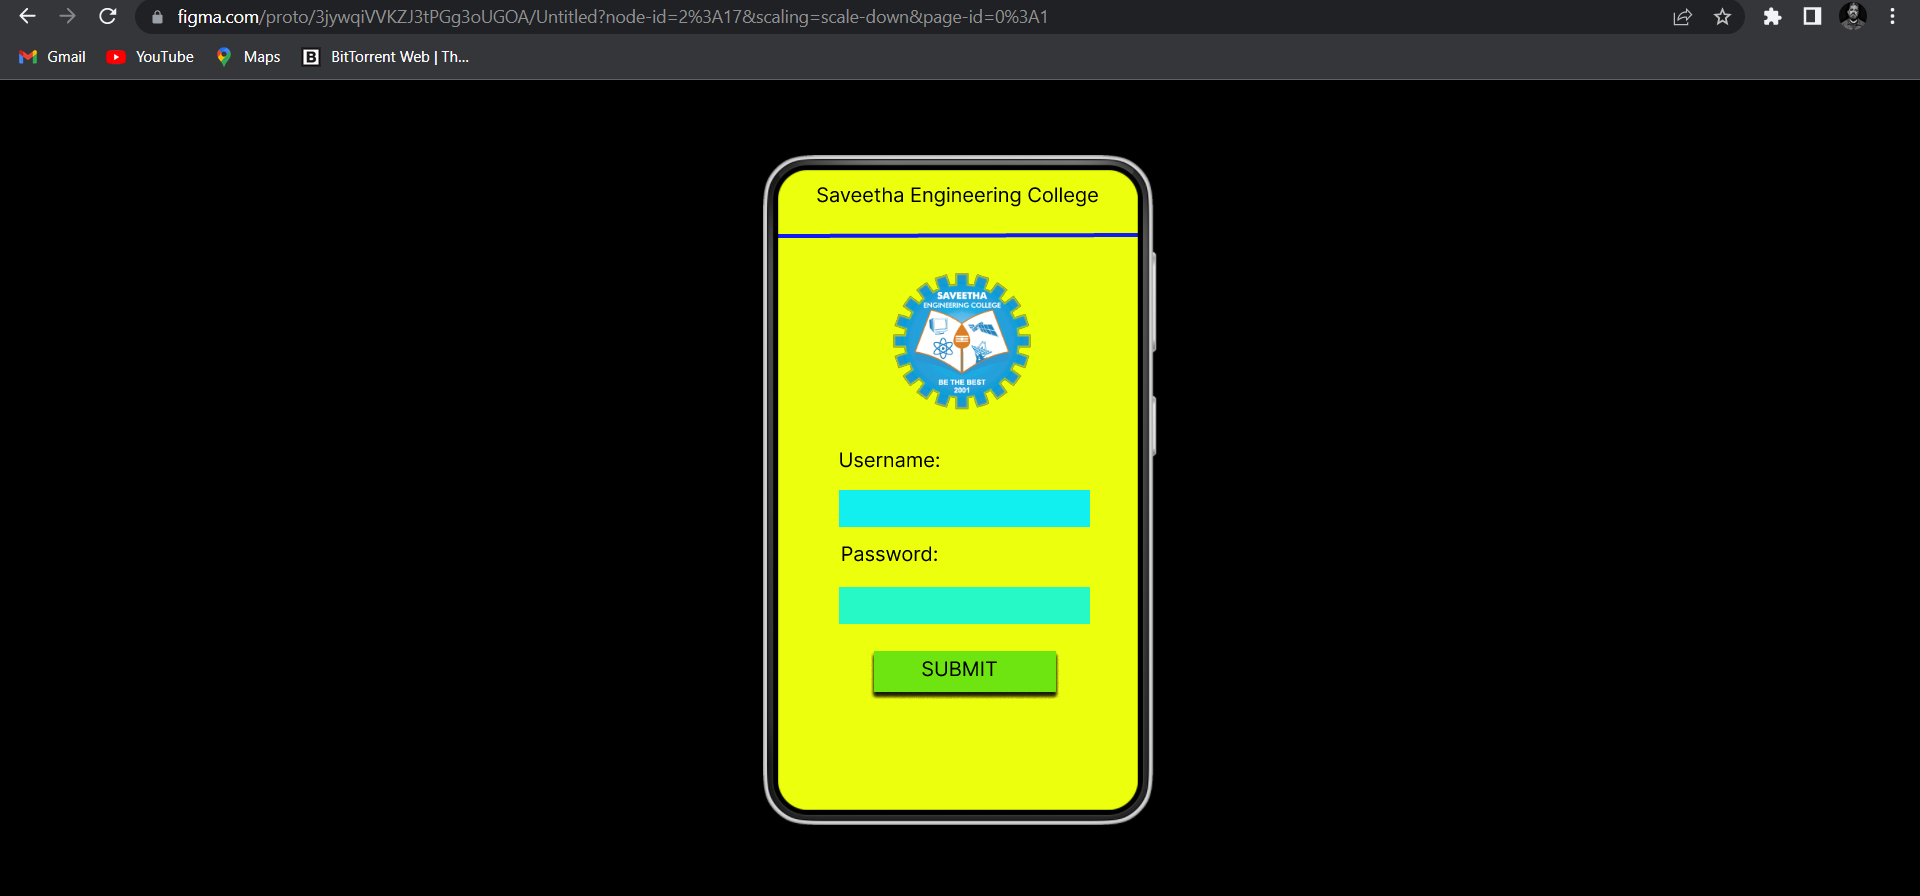 figma.com/proto/3jywqiVVKZJ3tPGg3oUGOA/Untitled?node-id=2%3A17&scaling=scale-down&page-id=0%3A1
Gmail YouTube Maps B BitTorrent Web | Th...
Saveetha Engineering College
SAVEETHA
ENGINEERING COLLEGE
BE THE BEST
2001
Username:
Password:
SUBMIT